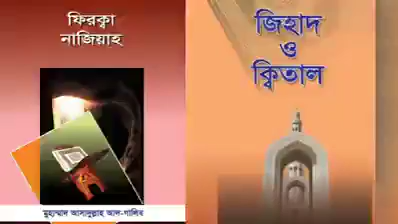 ফিরক্বা
নাজিয়াহ
মুহাম্মাদ আসাদুল্লাহ আল-গালিব
জিহাদ
ও
ক্বিতাল